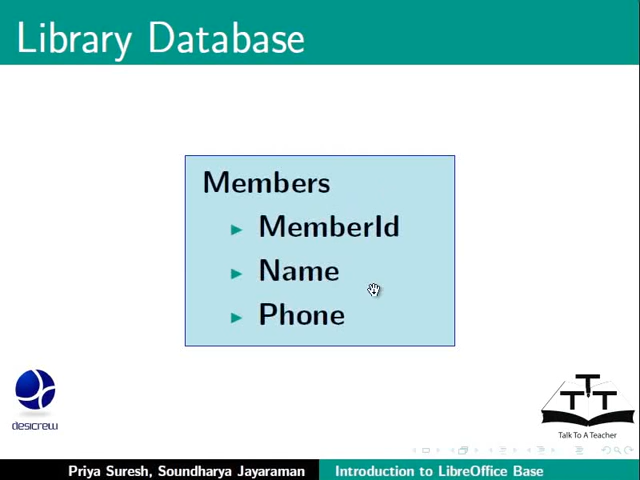 Library Database
Members
MemberId
Name
Phone
desicrew
T
T T
Talk To A Teacher
Priya Suresh, Soundharya Jayaraman
Introduction to LibreOffice Base